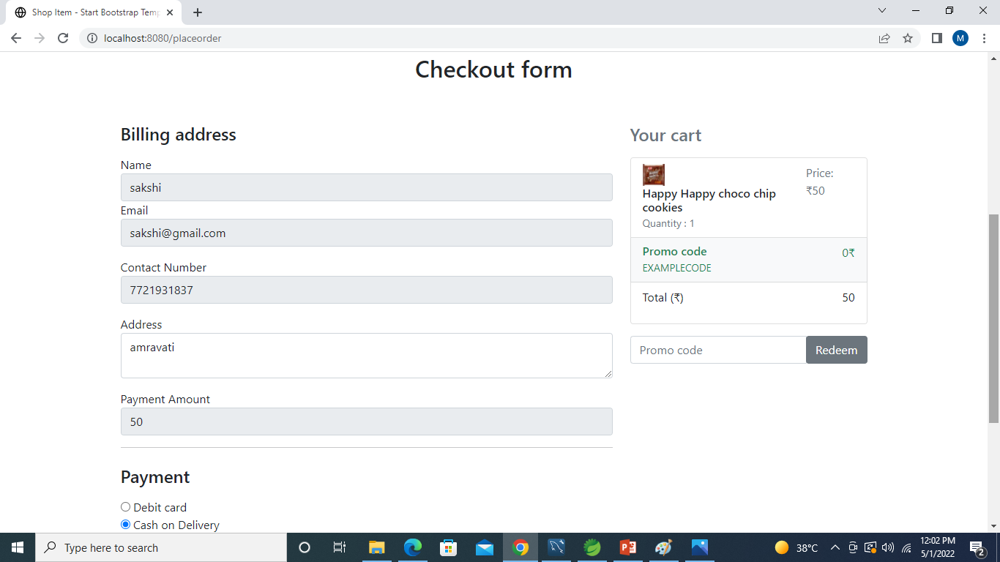 Shop Item - Start Bootstrap Temp
localhost:8080/placeorder
M
Checkout form
Billing address
Name
sakshi
Email
sakshi@gmail.com
Contact Number
7721931837
Address
amravati
Payment Amount
50
Payment
Debit card
Cash on Delivery
Your cart
Happy Happy choco chip
cookies
Quantity : 1
Price:
₹50
Promo code
0₹
EXAMPLECODE
Total (₹)
50
Promo code
Redeem
Type here to search
38°C
12:02 PM
5/1/2022
2